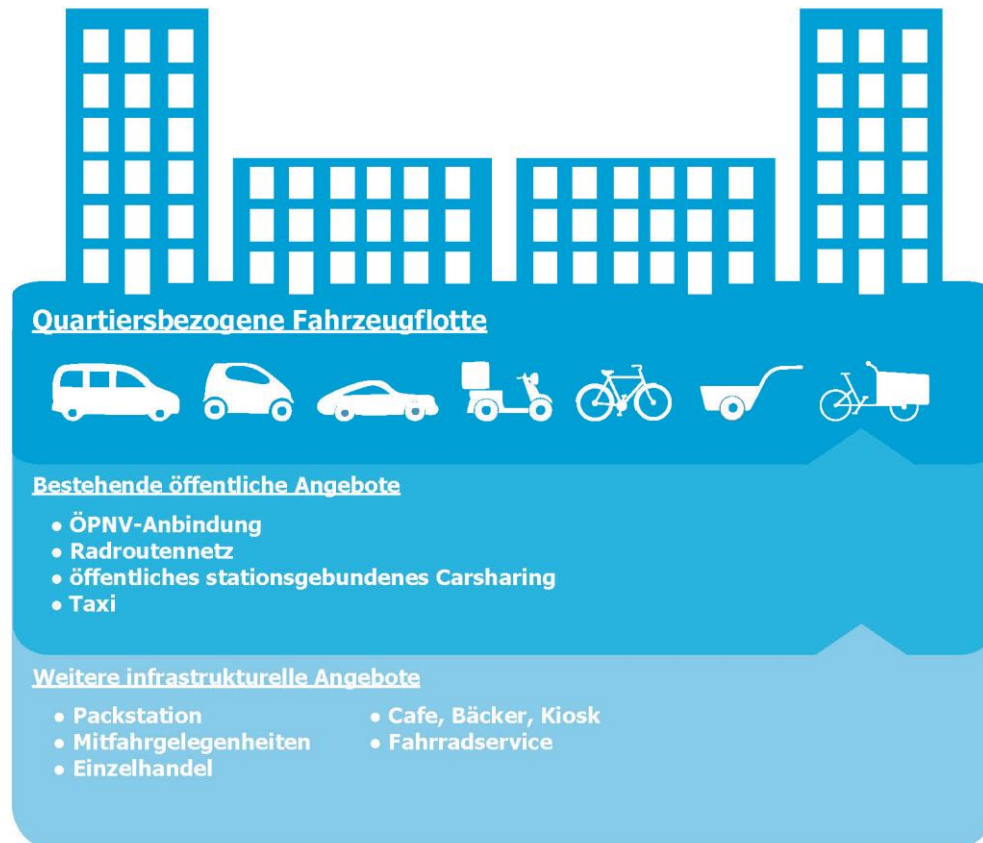 Quartiersbezogene Fahrzeugflotte
Bestehende öffentliche Angebote
● ÖPNV-Anbindung
● Radroutennetz
● öffentliches stationsgebundenes Carsharing
● Taxi
Weitere infrastrukturelle Angebote
● Packstation
● Mitfahrgelegenheiten
● Einzelhandel
● Cafe, Bäcker, Kiosk
● Fahrradservice